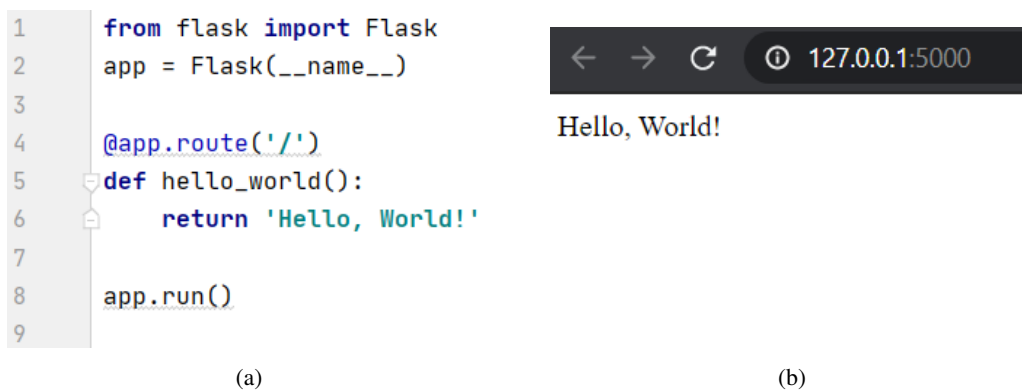 1 from flask import Flask
2 app = Flask(__name__)
3
4 @app.route('/')
5 def hello_world():
6     return 'Hello, World!'
7
8 app.run()
9
(a)
127.0.0.1:5000
Hello, World!
(b)